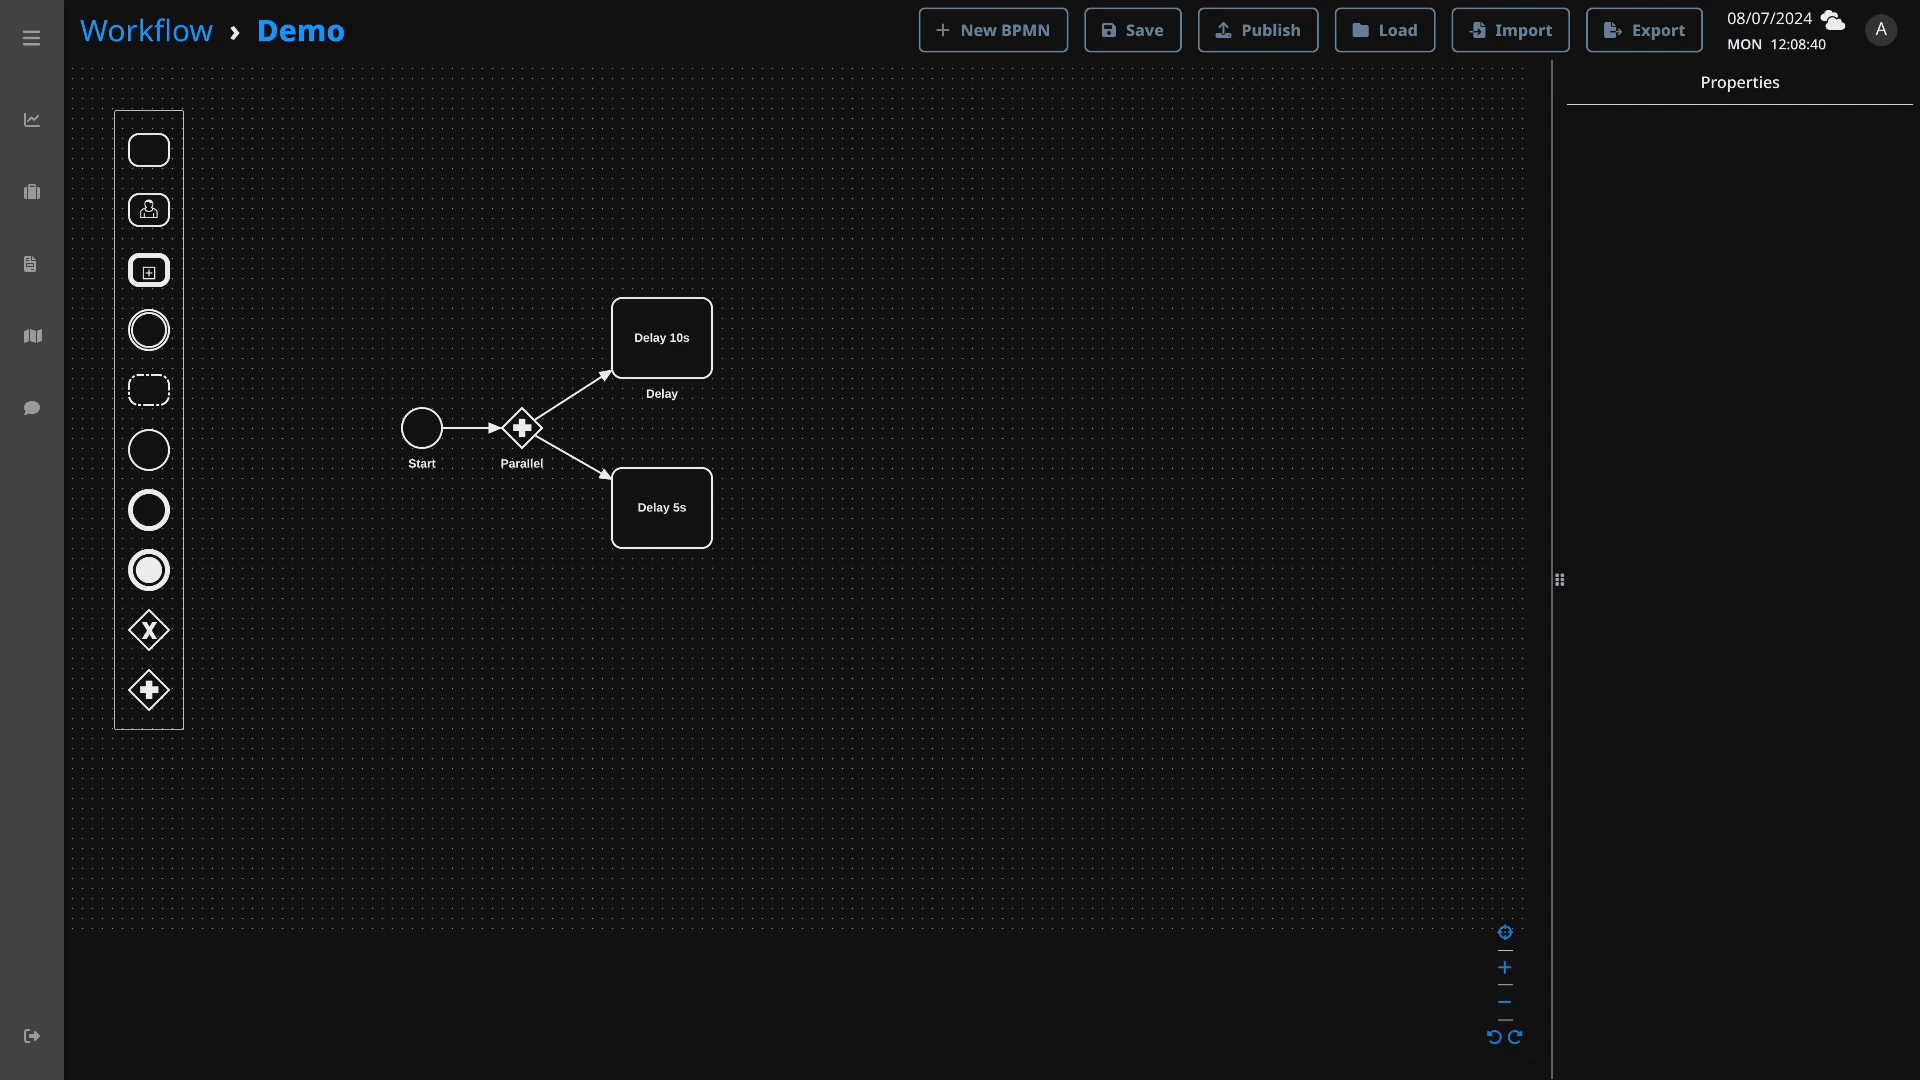 Workflow › Demo
New BPMN
Save
Publish
Load
Import
Export
08/07/2024
MON 12:08:40
A
Properties
Delay 10s
Delay
Start
Parallel
Delay 5s